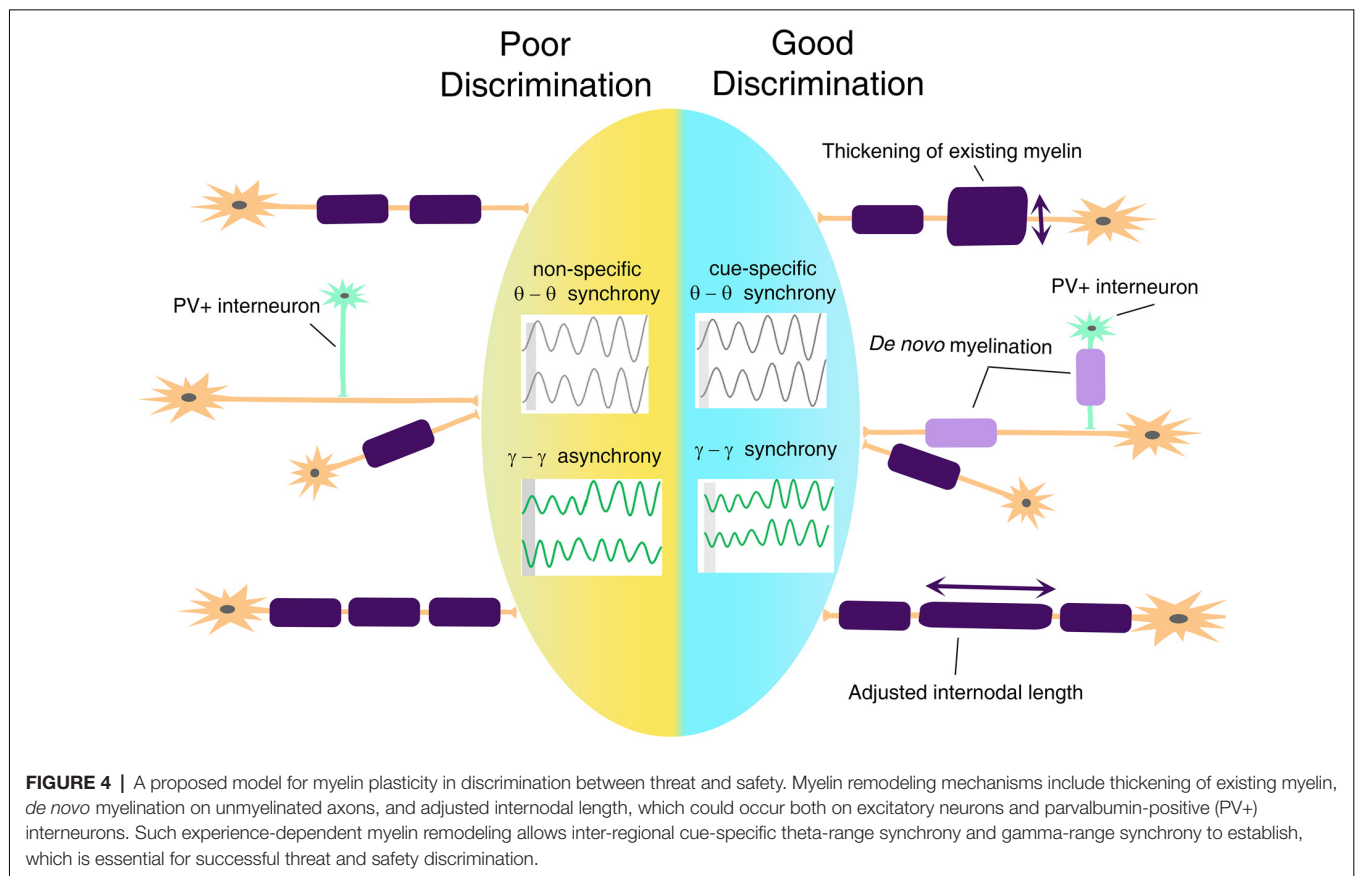 Poor
Discrimination
Good
Discrimination
Thickening of existing myelin
non-specific
θ – θ synchrony
cue-specific
θ – θ synchrony
PV+ interneuron
PV+ interneuron
De novo myelination
γ – γ asynchrony
γ – γ synchrony
Adjusted internodal length
FIGURE 4 | A proposed model for myelin plasticity in discrimination between threat and safety. Myelin remodeling mechanisms include thickening of existing myelin,
de novo myelination on unmyelinated axons, and adjusted internodal length, which could occur both on excitatory neurons and parvalbumin-positive (PV+)
interneurons. Such experience-dependent myelin remodeling allows inter-regional cue-specific theta-range synchrony and gamma-range synchrony to establish,
which is essential for successful threat and safety discrimination.